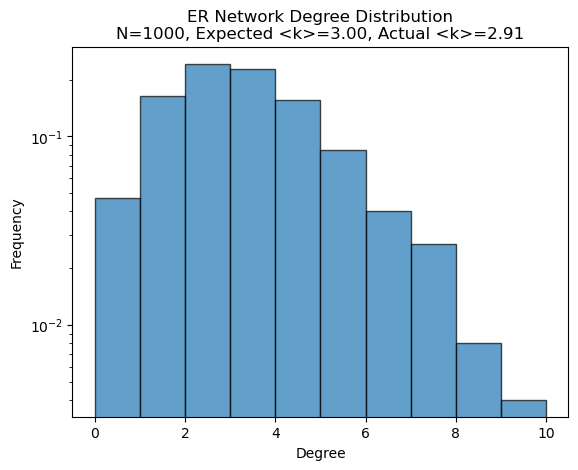 ER Network Degree Distribution
N=1000, Expected <k>=3.00, Actual <k>=2.91
Frequency
10⁻¹
10⁻²
0 2 4 6 8 10
Degree